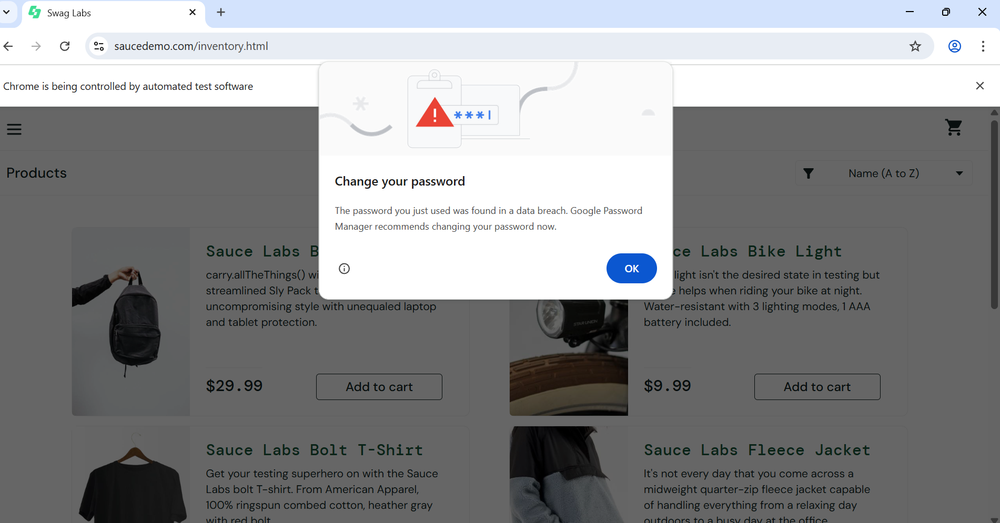 Swag Labs
saucedemo.com/inventory.html
Chrome is being controlled by automated test software
***|
Change your password
The password you just used was found in a data breach. Google Password
Manager recommends changing your password now.
OK
Products
Name (A to Z)
Sauce Labs B
carry.allTheThings() wi
streamlined Sly Pack t
uncompromising style with unequaled laptop
and tablet protection.
$29.99
Add to cart
ce Labs Bike Light
light isn't the desired state in testing but
helps when riding your bike at night.
Water-resistant with 3 lighting modes, 1 AAA
battery included.
STAR UNION
$9.99
Add to cart
Sauce Labs Bolt T-Shirt
Get your testing superhero on with the Sauce
Labs bolt T-shirt. From American Apparel,
100% ringspun combed cotton, heather gray
with red bolt.
Sauce Labs Fleece Jacket
It's not every day that you come across a
midweight quarter-zip fleece jacket capable
of handling everything from a relaxing day
outdoors to a busy day at the office.